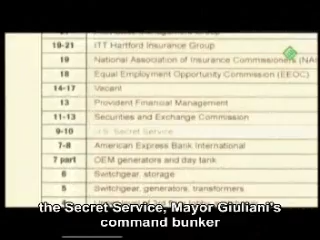 19-21 ITT Hartford Insurance Group
19 National Association of Insurance Commissioners (NA
18 Equal Employment Opportunity Commission (EEOC)
14-17 Vacant
13 Provident Financial Management
11-13 Securities and Exchange Commission
9-10 U.S. Secret Service
7-8 American Express Bank International
7 part OEM generators and day tank
6 Switchgear, storage
5 Switchgear, generators, transformers
the Secret Service, Mayor Giuliani's
command bunker